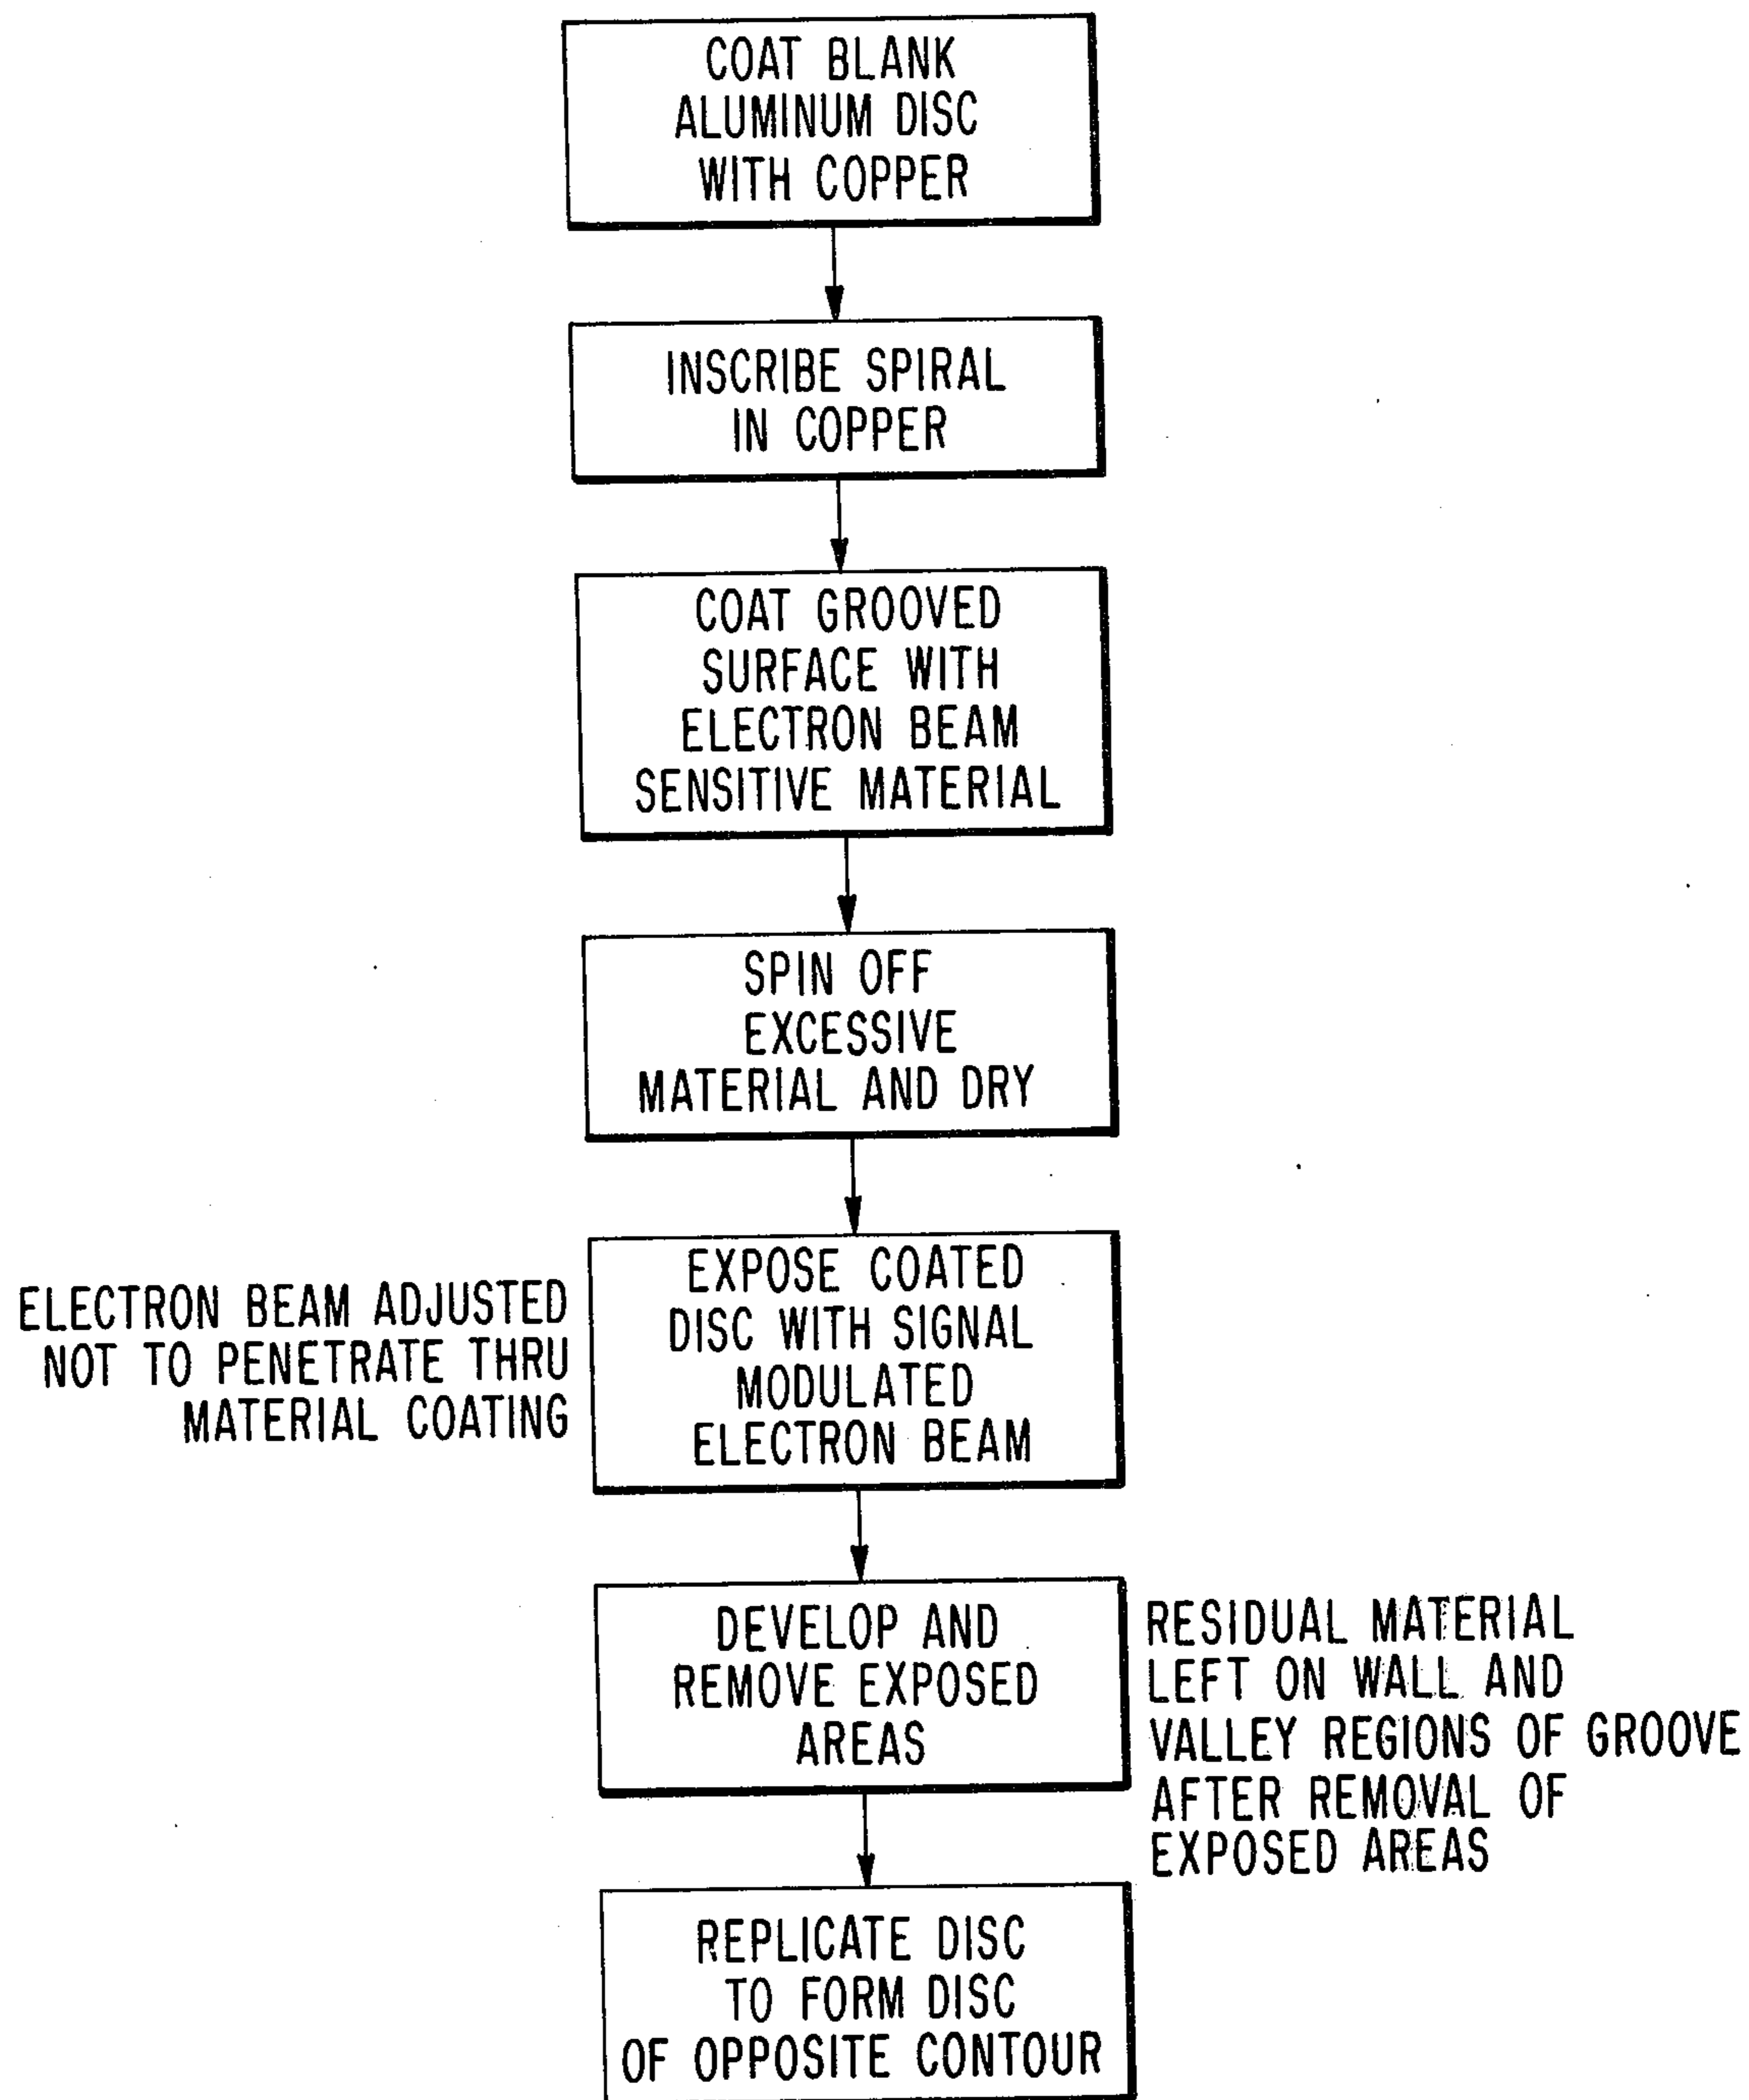 COAT BLANK
ALUMINUM DISC
WITH COPPER
INSCRIBE SPIRAL
IN COPPER
COAT GROOVED
SURFACE WITH
ELECTRON BEAM
SENSITIVE MATERIAL
SPIN OFF
EXCESSIVE
MATERIAL AND DRY
ELECTRON BEAM ADJUSTED
NOT TO PENETRATE THRU
MATERIAL COATING
EXPOSE COATED
DISC WITH SIGNAL
MODULATED
ELECTRON BEAM
DEVELOP AND
REMOVE EXPOSED
AREAS
RESIDUAL MATERIAL
LEFT ON WALL AND
VALLEY REGIONS OF GROOVE
AFTER REMOVAL OF
EXPOSED AREAS
REPLICATE DISC
TO FORM DISC
OF OPPOSITE CONTOUR